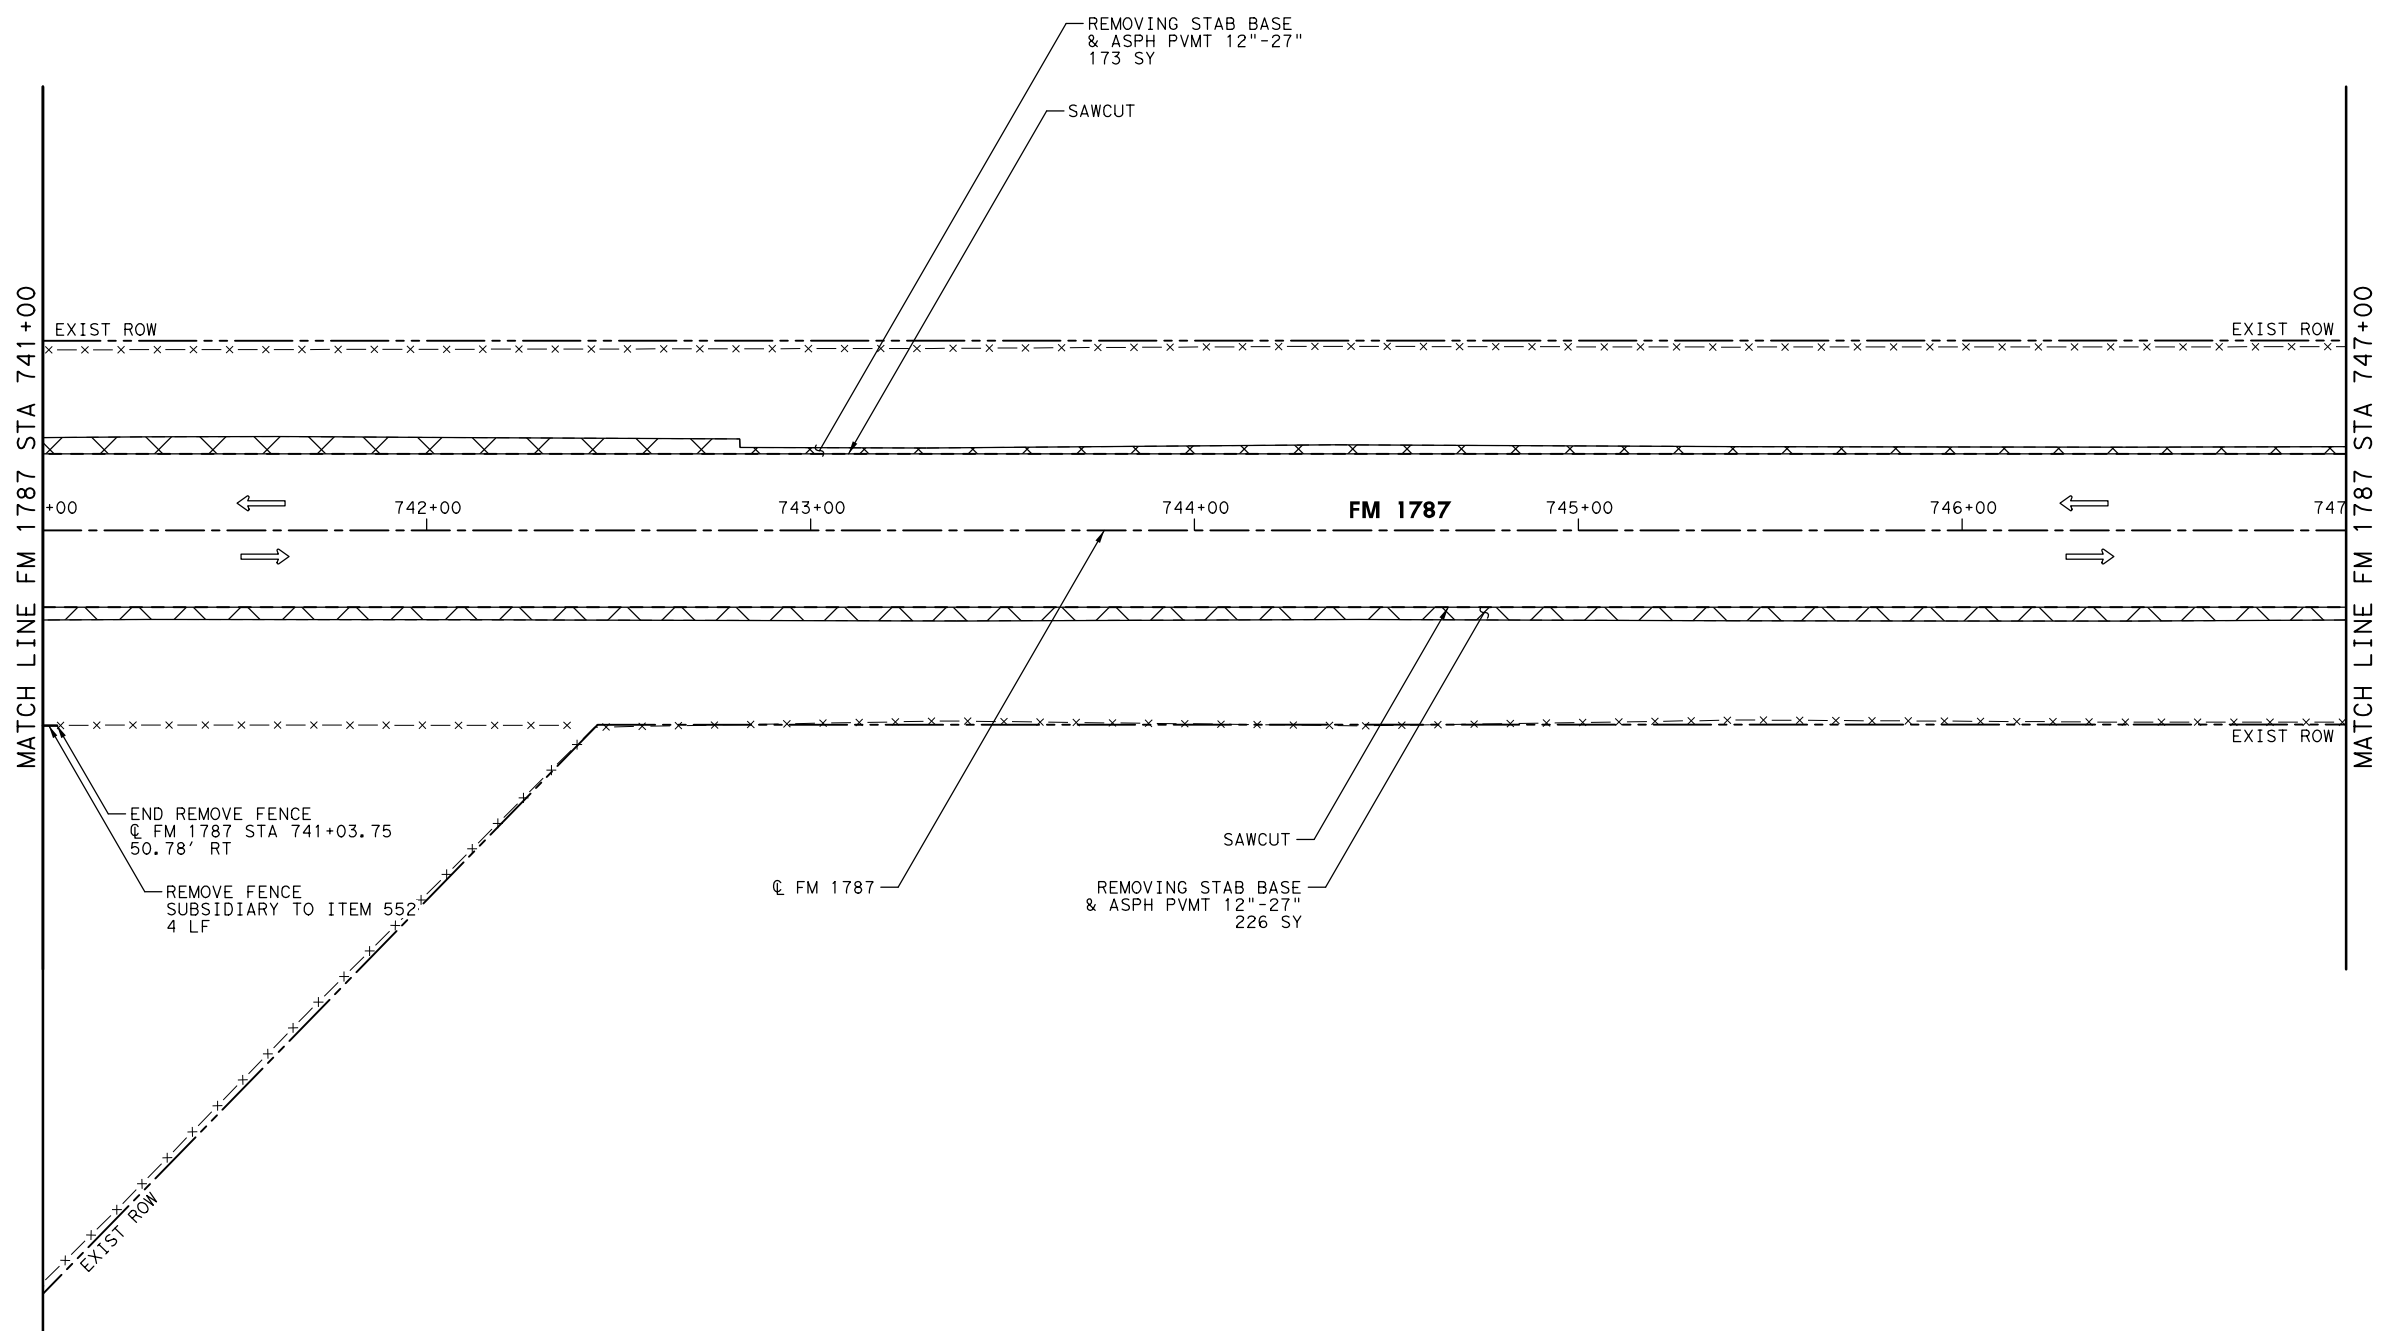 REMOVING STAB BASE
& ASPH PVMT 12"-27"
173 SY
SAWCUT
MATCH LINE FM 1787 STA 741+00
EXIST ROW
EXIST ROW
MATCH LINE FM 1787 STA 747+00
+00
742+00
743+00
744+00
FM 1787
745+00
746+00
747
EXIST ROW
END REMOVE FENCE
℄ FM 1787 STA 741+03.75
50.78' RT
REMOVE FENCE
SUBSIDIARY TO ITEM 552
4 LF
℄ FM 1787
SAWCUT
REMOVING STAB BASE
& ASPH PVMT 12"-27"
226 SY
EXIST ROW